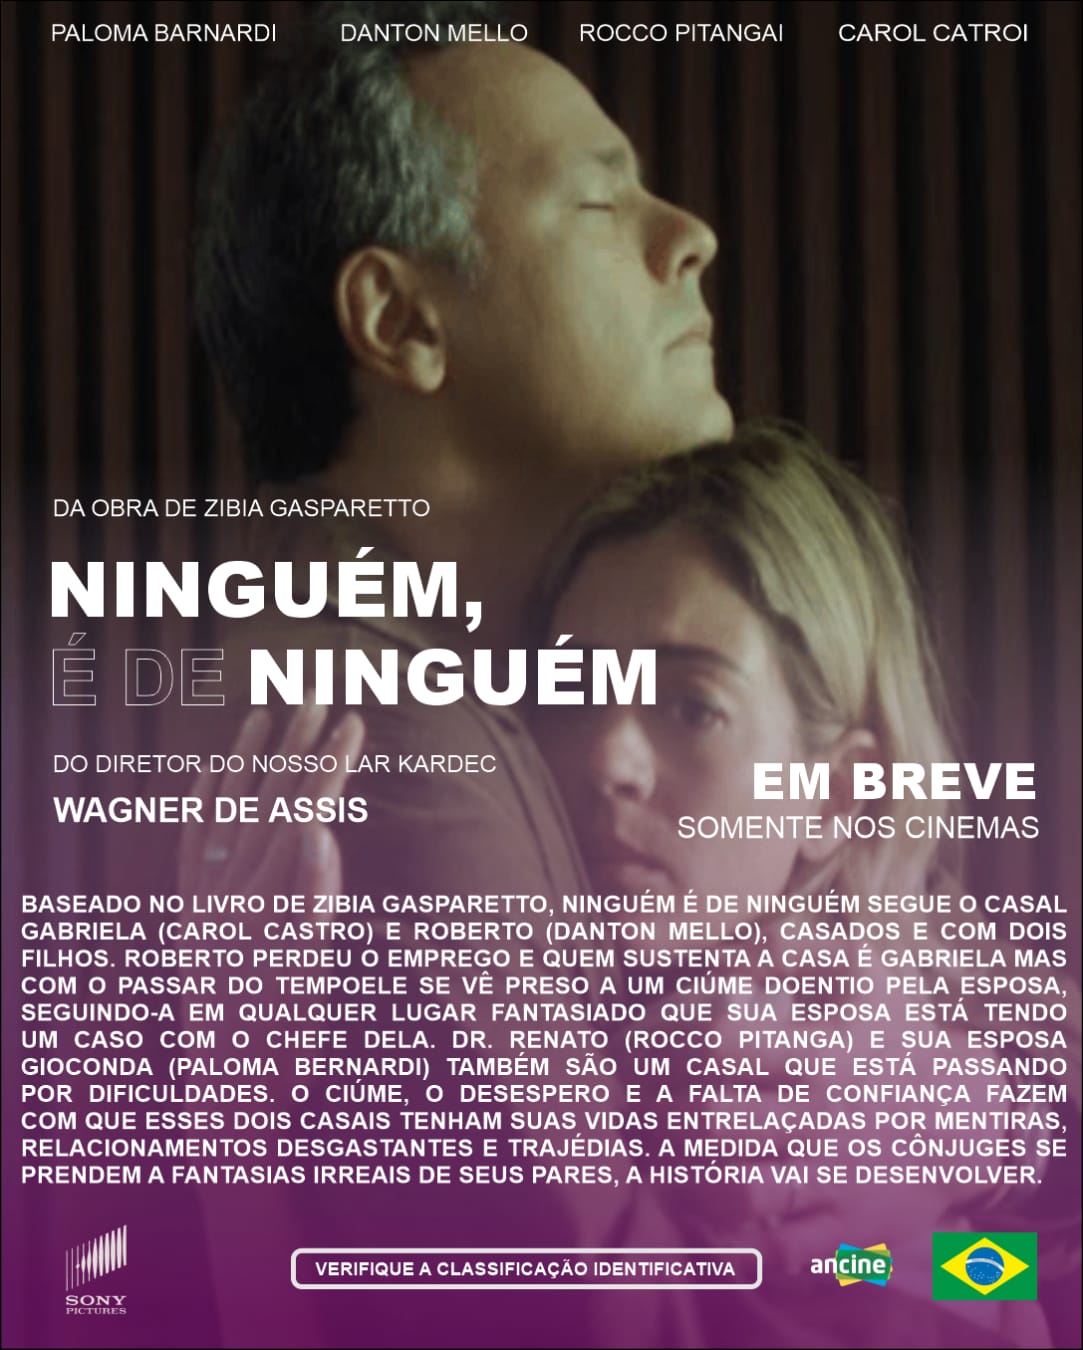 PALOMA BARNARDI DANTON MELLO ROCCO PITANGAI CAROL CATROI
DA OBRA DE ZIBIA GASPARETTO
NINGUÉM,
É DE NINGUÉM
DO DIRETOR DO NOSSO LAR KARDEC
WAGNER DE ASSIS
EM BREVE
SOMENTE NOS CINEMAS
BASEADO NO LIVRO DE ZIBIA GASPARETTO, NINGUÉM É DE NINGUÉM SEGUE O CASAL
GABRIELA (CAROL CASTRO) E ROBERTO (DANTON MELLO), CASADOS E COM DOIS
FILHOS. ROBERTO PERDEU O EMPREGO E QUEM SUSTENTA A CASA É GABRIELA MAS
COM O PASSAR DO TEMPOELE SE VÊ PRESO A UM CIÚME DOENTIO PELA ESPOSA,
SEGUINDO-A EM QUALQUER LUGAR FANTASIADO QUE SUA ESPOSA ESTÁ TENDO
UM CASO COM O CHEFE DELA. DR. RENATO (ROCCO PITANGA) E SUA ESPOSA
GIOCONDA (PALOMA BERNARDI) TAMBÉM SÃO UM CASAL QUE ESTÁ PASSANDO
POR DIFICULDADES. O CIÚME, O DESESPERO E A FALTA DE CONFIANÇA FAZEM
COM QUE ESSES DOIS CASAIS TENHAM SUAS VIDAS ENTRELAÇADAS POR MENTIRAS,
RELACIONAMENTOS DESGASTANTES E TRAJÉDIAS. A MEDIDA QUE OS CÔNJUGES SE
PRENDEM A FANTASIAS IRREAIS DE SEUS PARES, A HISTÓRIA VAI SE DESENVOLVER.
SONY
PICTURES
VERIFIQUE A CLASSIFICAÇÃO IDENTIFICATIVA
ancine